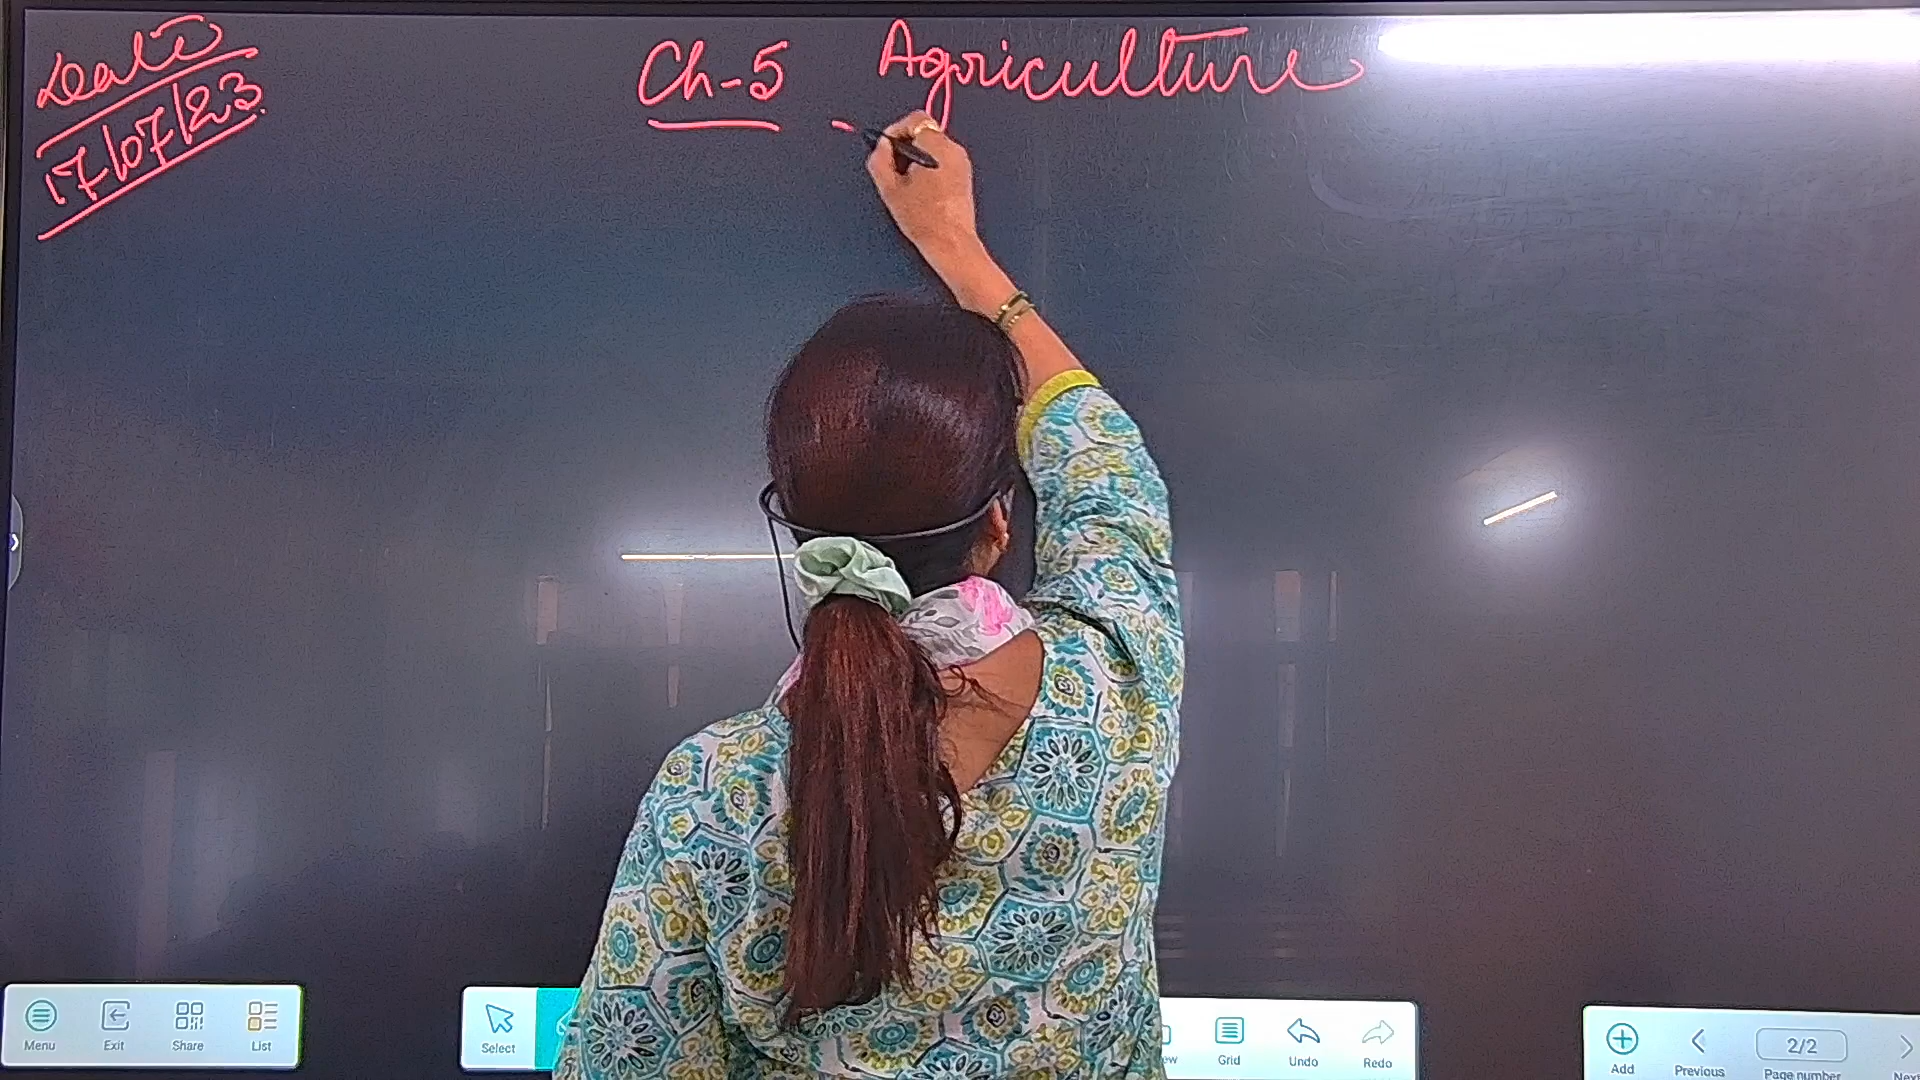 Date
17/07/23.
Ch-5 Agriculture
Menu Exit Share List
Select Grid Undo Redo
Add Previous 2/2 Page number Next